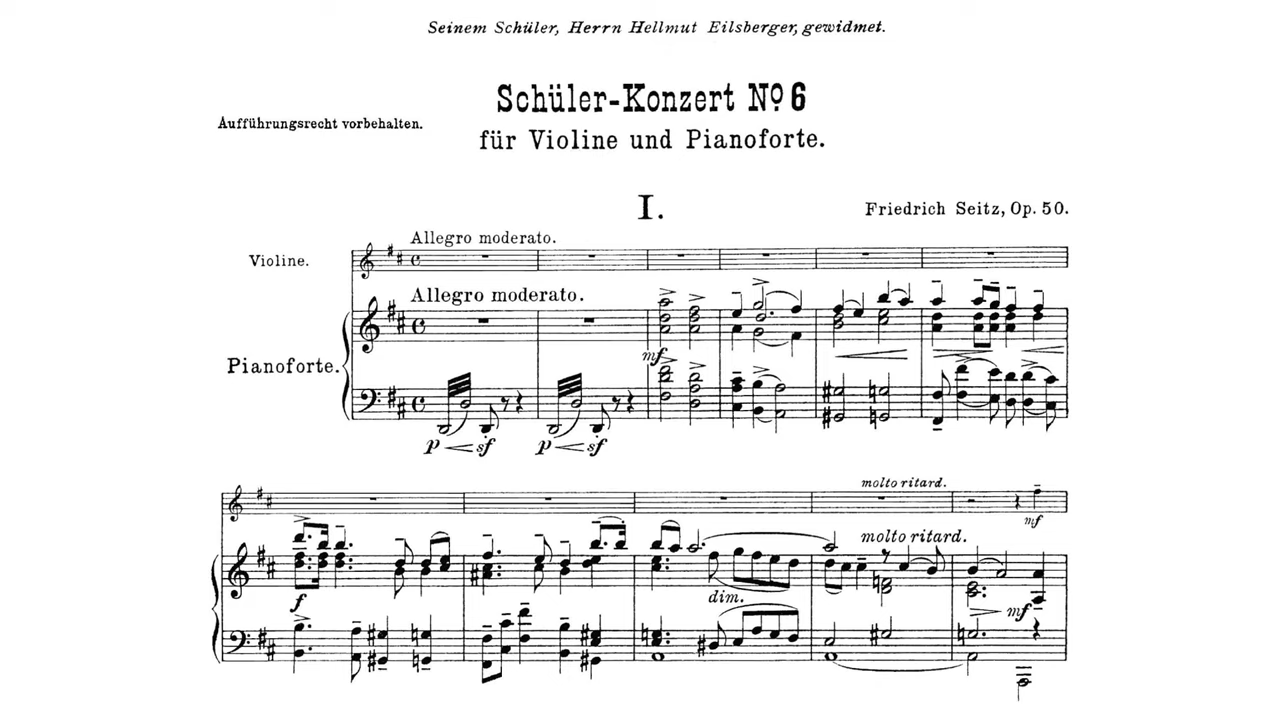 Seinem Schüler, Herrn Hellmut Eilsberger, gewidmet.
Schüler-Konzert No. 6
Aufführungsrecht vorbehalten.
für Violine und Pianoforte.
I.
Friedrich Seitz, Op. 50.
Allegro moderato.
Violine.
Allegro moderato.
Pianoforte.
mf
p sf p sf
molto ritard.
mf
molto ritard.
f
dim.
mf